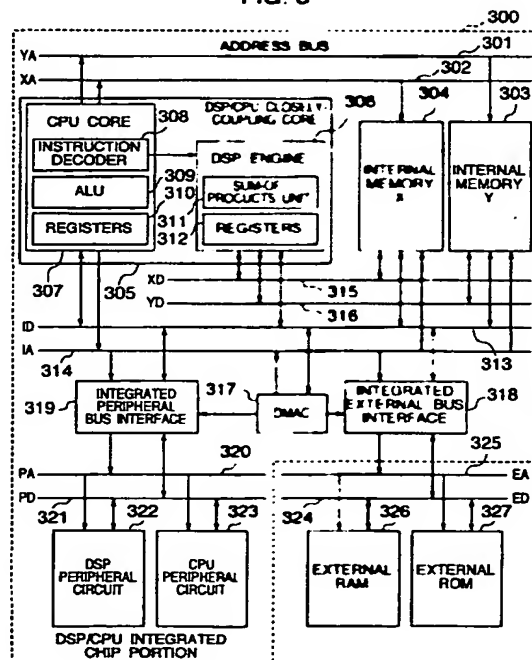 300
ADDRESS BUS
YA
301
XA
302
DSP/CPU CLOSELY-
COUPLING CORE
306
304
303
CPU CORE
308
INSTRUCTION
DECODER
DSP ENGINE
INTERNAL
MEMORY
INTERNAL
MEMORY Y
ALU
309
310
311
312
SUM-OF
PRODUCTS UNIT
REGISTERS
REGISTERS
307
305
XD
315
YD
316
ID
313
IA
314
319
INTEGRATED
PERIPHERAL
BUS INTERFACE
317
DMAC
INTEGRATED
EXTERNAL BUS
INTERFACE
318
PA
320
325
EA
PD
321
322
323
324
326
327
ED
DSP
PERIPHERAL
CIRCUIT
CPU
PERIPHERAL
CIRCUIT
EXTERNAL
RAM
EXTERNAL
ROM
DSP/CPU INTEGRATED
CHIP PORTION